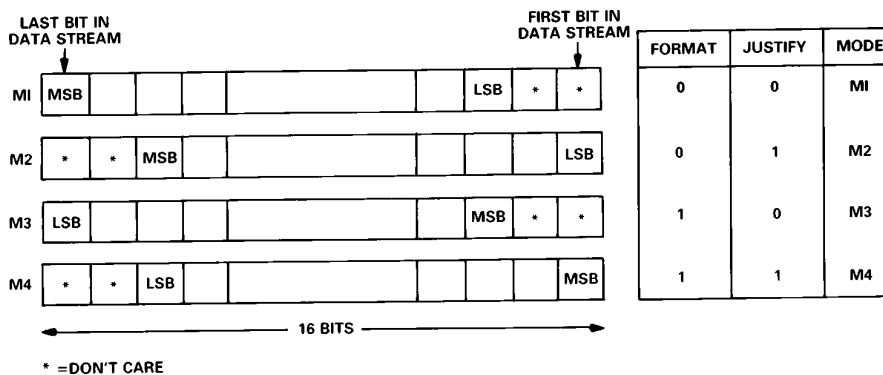 LAST BIT IN
DATA STREAM
FIRST BIT IN
DATA STREAM
M1 MSB LSB * *
M2 * * MSB LSB
M3 LSB MSB * *
M4 * * LSB MSB
16 BITS
* =DON'T CARE
FORMAT JUSTIFY MODE
0 0 M1
0 1 M2
1 0 M3
1 1 M4